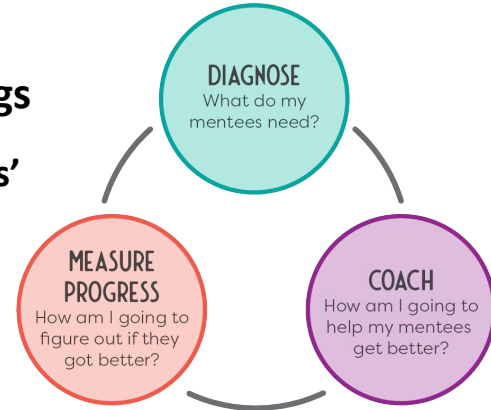 gs
s’
DIAGNOSE
What do my
mentees need?
COACH
How am I going to
help my mentees
get better?
MEASURE
PROGRESS
How am I going to
figure out if they
got better?